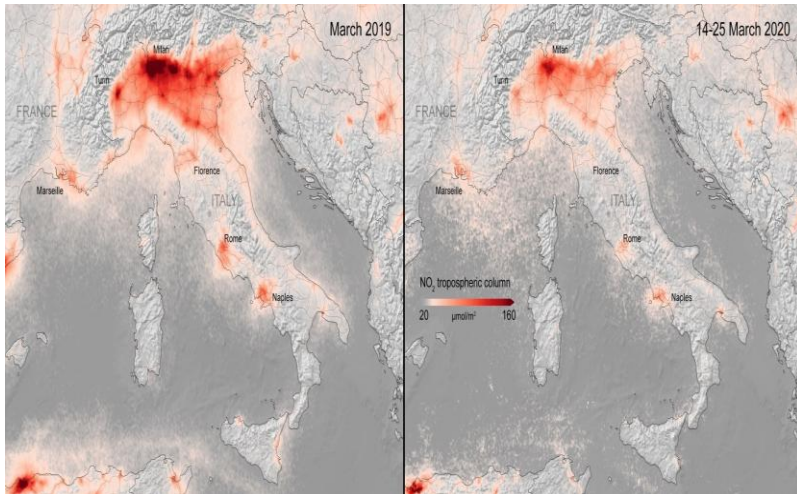 March 2019
Milan
Turin
FRANCE
Florence
Marseille
ITALY
Rome
Naples
14-25 March 2020
Milan
Turin
FRANCE
Florence
Marseille
ITALY
Rome
NO₂ tropospheric column
20 µmol/m² 160
Naples